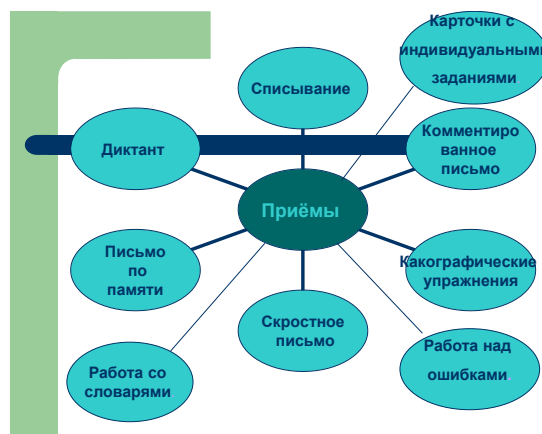 Карточки с
индивидуальными
заданиями.
Списывание
Комментиро
ванное
письмо
Диктант
Приёмы
Письмо
по
памяти
Какографические
упражнения
Скростное
письмо
Работа над
ошибками.
Работа со
словарями.